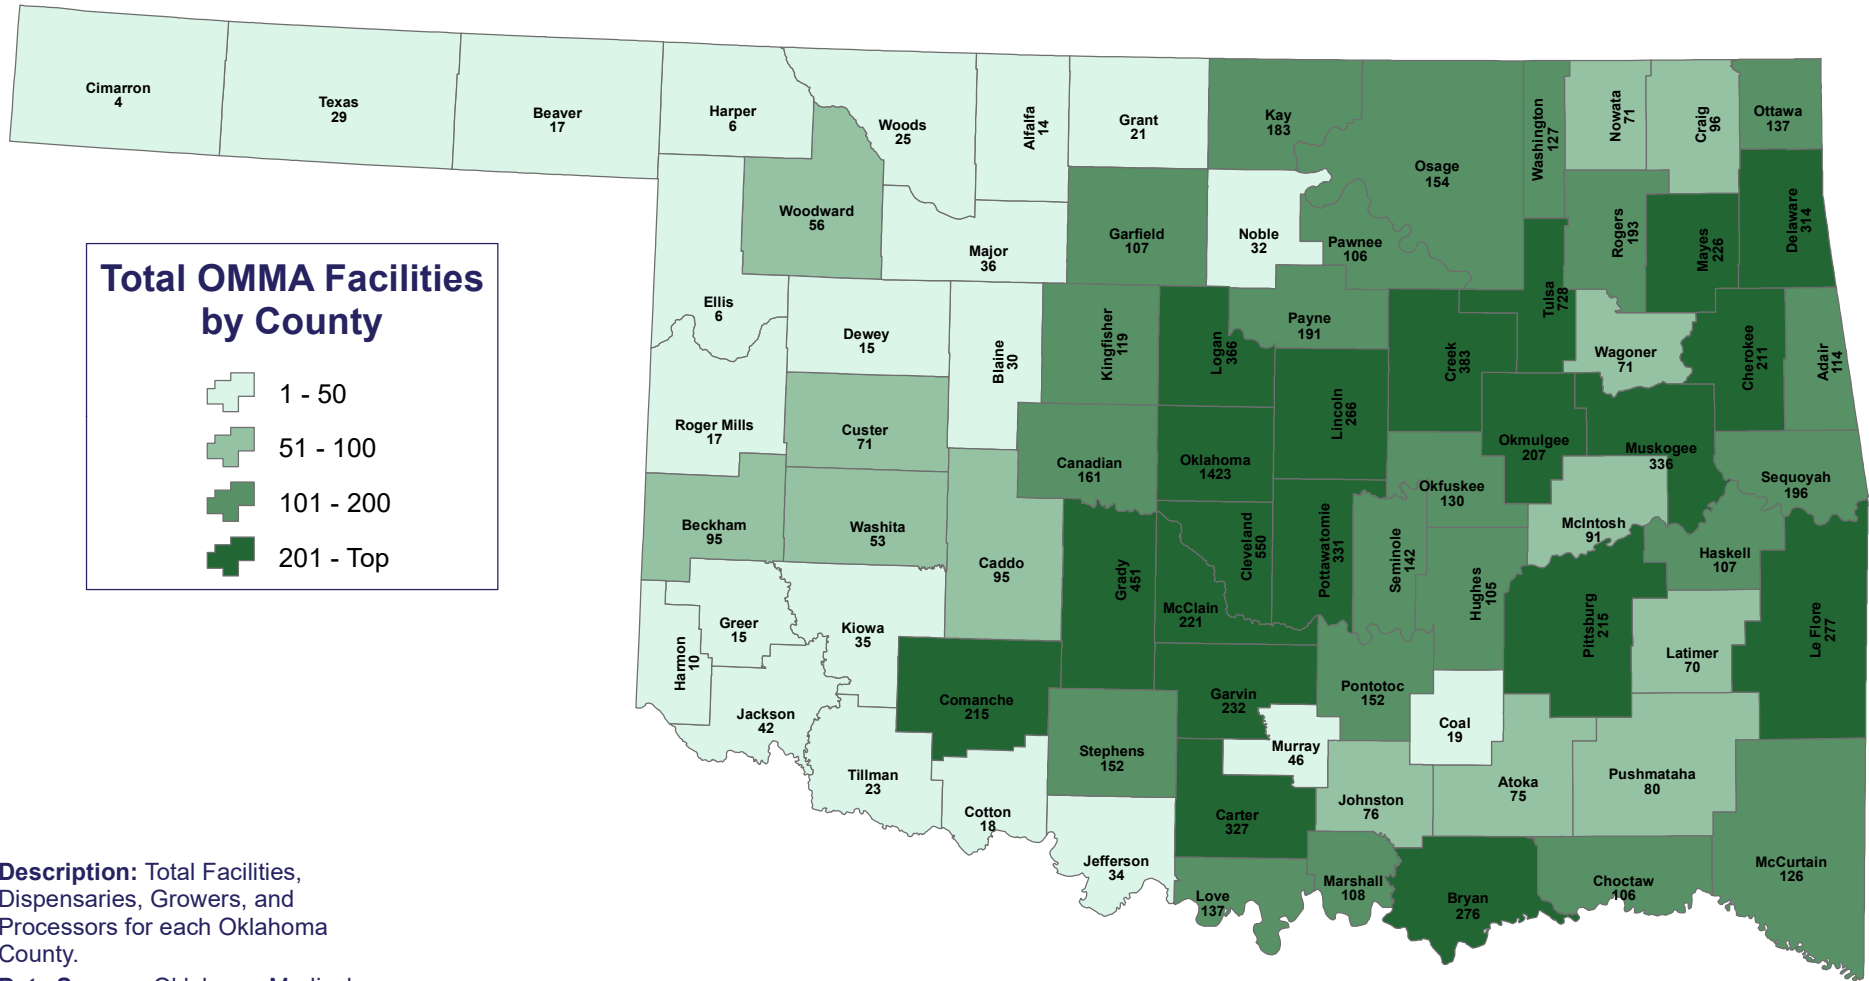 Cimarron
4
Texas
29
Beaver
17
Harper
6
Woods
25
Alfalfa
14
Grant
21
Kay
183
Osage
154
Washington
127
Nowata
71
Craig
96
Ottawa
137
Woodward
56
Major
36
Garfield
107
Noble
32
Pawnee
106
Rogers
193
Mayes
226
Delaware
314
Total OMMA Facilities
by County
1 - 50
51 - 100
101 - 200
201 - Top
Ellis
6
Dewey
15
Blaine
30
Kingfisher
119
Logan
366
Payne
191
Creek
383
Tulsa
728
Wagoner
71
Cherokee
211
Adair
114
Roger Mills
17
Custer
71
Canadian
161
Oklahoma
1423
Lincoln
266
Okmulgee
207
Muskogee
336
Okfuskee
130
Sequoyah
196
Beckham
95
Washita
53
Caddo
95
Grady
451
McClain
221
Cleveland
550
Pottawatomie
331
Seminole
142
Hughes
105
McIntosh
91
Haskell
107
Pittsburg
215
Latimer
70
Le Flore
277
Harmon
10
Greer
15
Kiowa
35
Jackson
42
Comanche
215
Garvin
232
Pontotoc
152
Coal
19
Stephens
152
Murray
46
Tillman
23
Cotton
18
Carter
327
Johnston
76
Atoka
75
Pushmataha
80
Jefferson
34
Love
137
Marshall
108
Bryan
276
Choctaw
106
McCurtain
126
Description: Total Facilities,
Dispensaries, Growers, and
Processors for each Oklahoma
County.